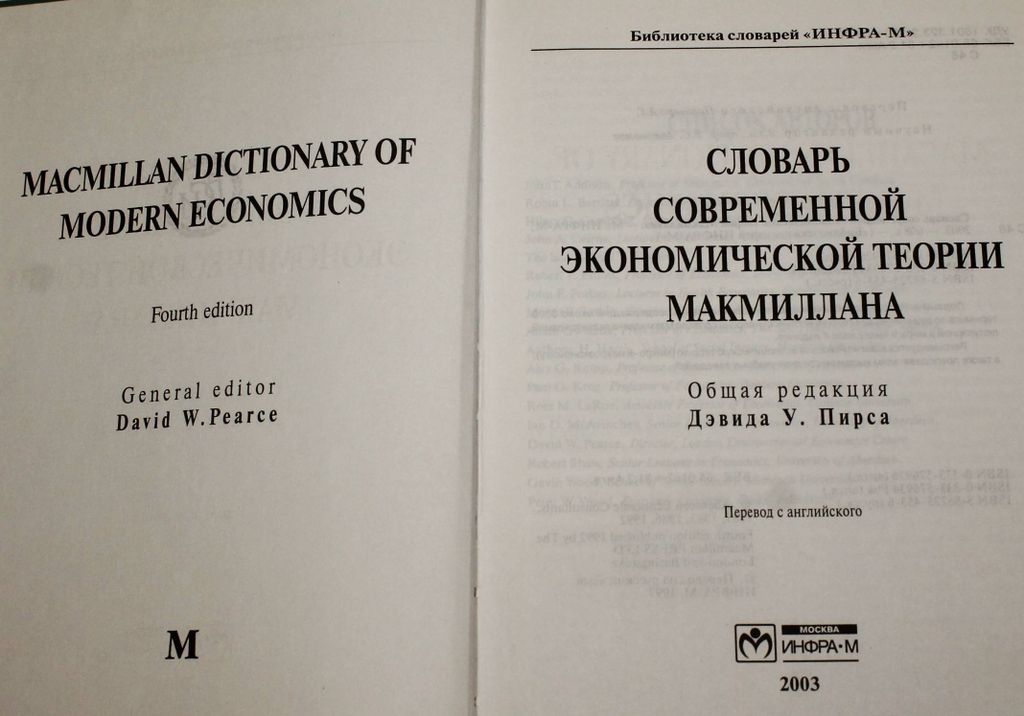 MACMILLAN DICTIONARY OF
MODERN ECONOMICS
Fourth edition
General editor
David W. Pearce
M
Библиотека словарей «ИНФРА-М»
СЛОВАРЬ
СОВРЕМЕННОЙ
ЭКОНОМИЧЕСКОЙ ТЕОРИИ
МАКМИЛЛАНА
Общая редакция
Дэвида У. Пирса
Перевод с английского
МОСКВА
ИНФРА·М
2003